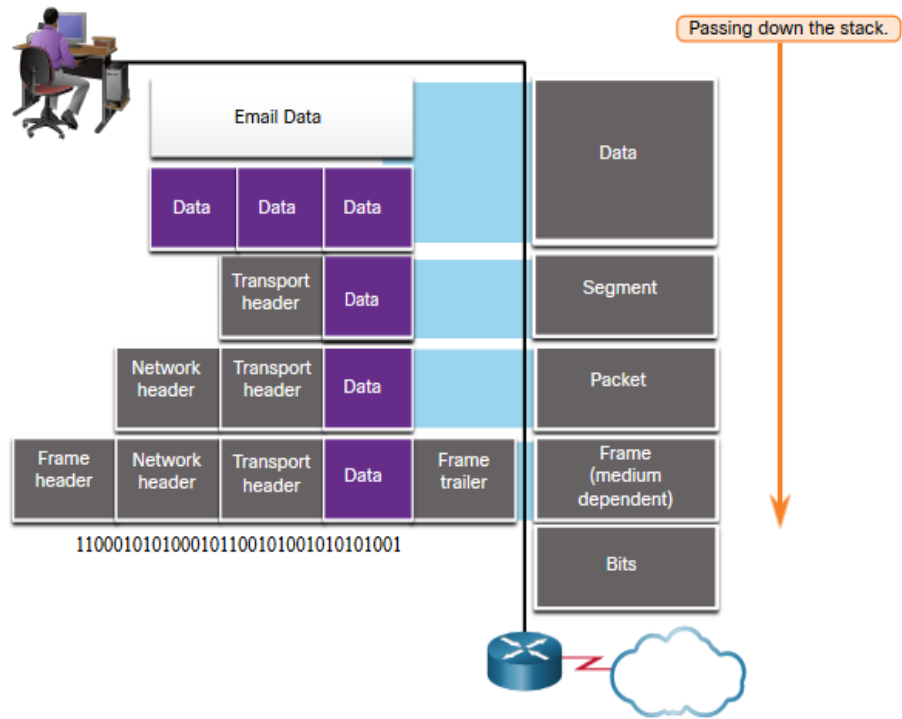 Passing down the stack.
Email Data
Data
Data
Data
Data
Transport
header
Data
Segment
Network
header
Transport
header
Data
Packet
Frame
header
Network
header
Transport
header
Data
Frame
trailer
Frame
(medium
dependent)
1100010101000101100101001010101001
Bits